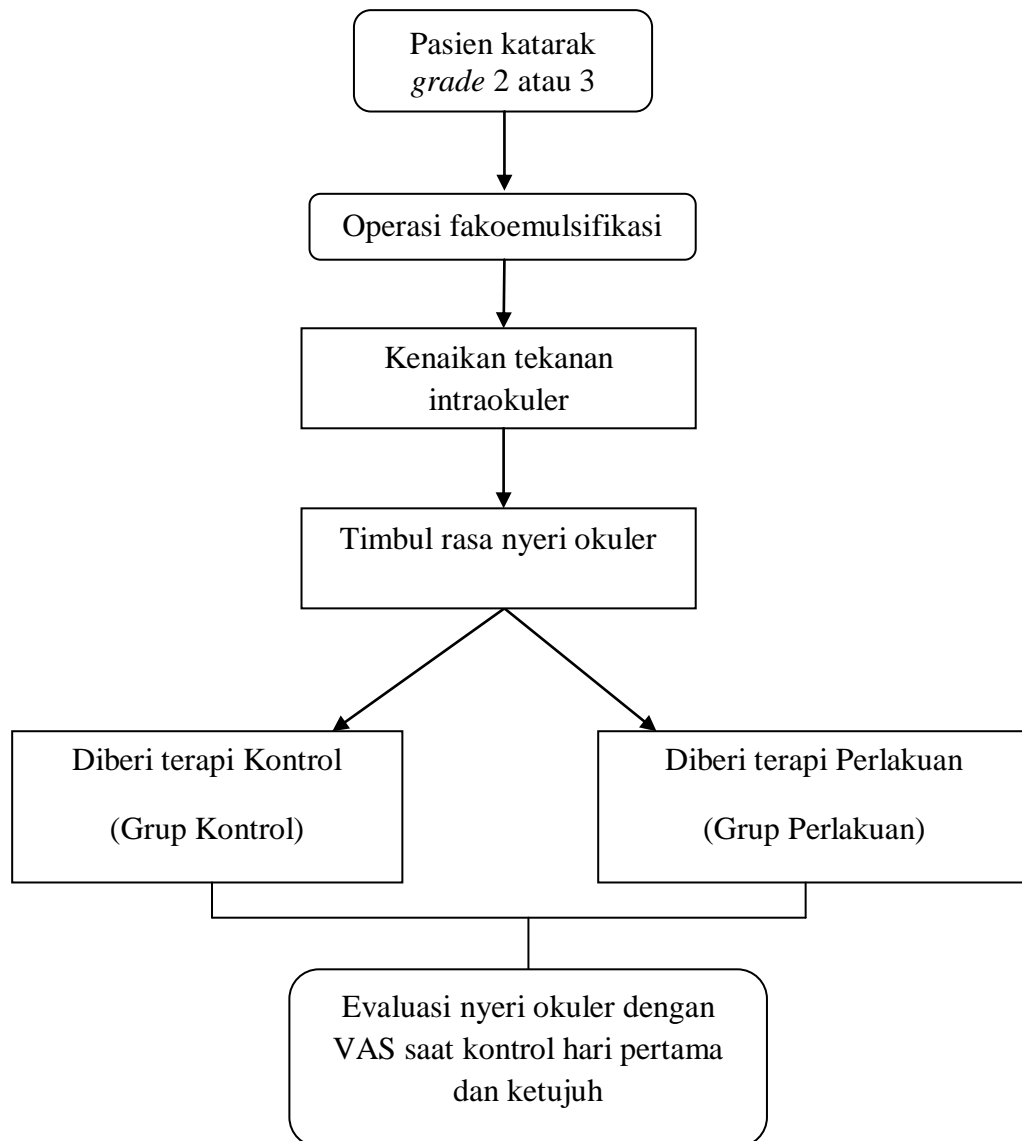 Pasien katarak
grade 2 atau 3
Operasi fakoemulsifikasi
Kenaikan tekanan
intraokuler
Timbul rasa nyeri okuler
Diberi terapi Kontrol
(Grup Kontrol)
Diberi terapi Perlakuan
(Grup Perlakuan)
Evaluasi nyeri okuler dengan
VAS saat kontrol hari pertama
dan ketujuh